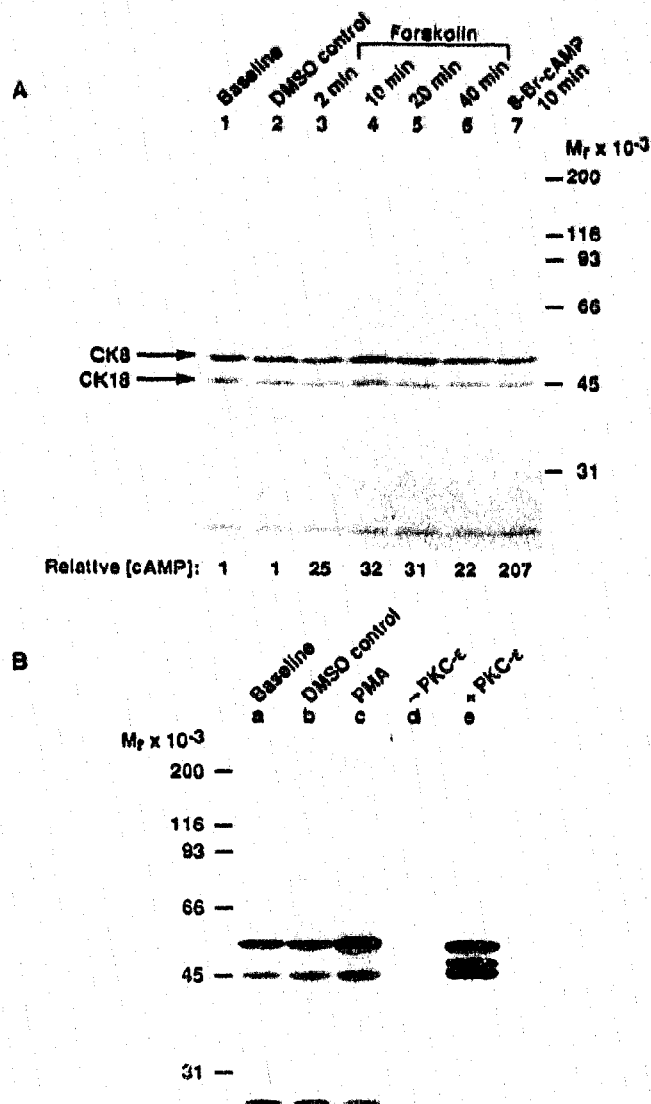 A
Forskolin
Baseline DMSO control 2 min 10 min 20 min 40 min 8-Br-cAMP 10 min
1 2 3 4 5 6 7
Mr x 10-3
200
116
93
66
CK8
CK18
45
31
Relative [cAMP]: 1 1 25 32 31 22 207
B
Baseline DMSO control PMA - PKC-ε + PKC-ε
a b c d e
Mr x 10-3
200
116
93
66
45
31